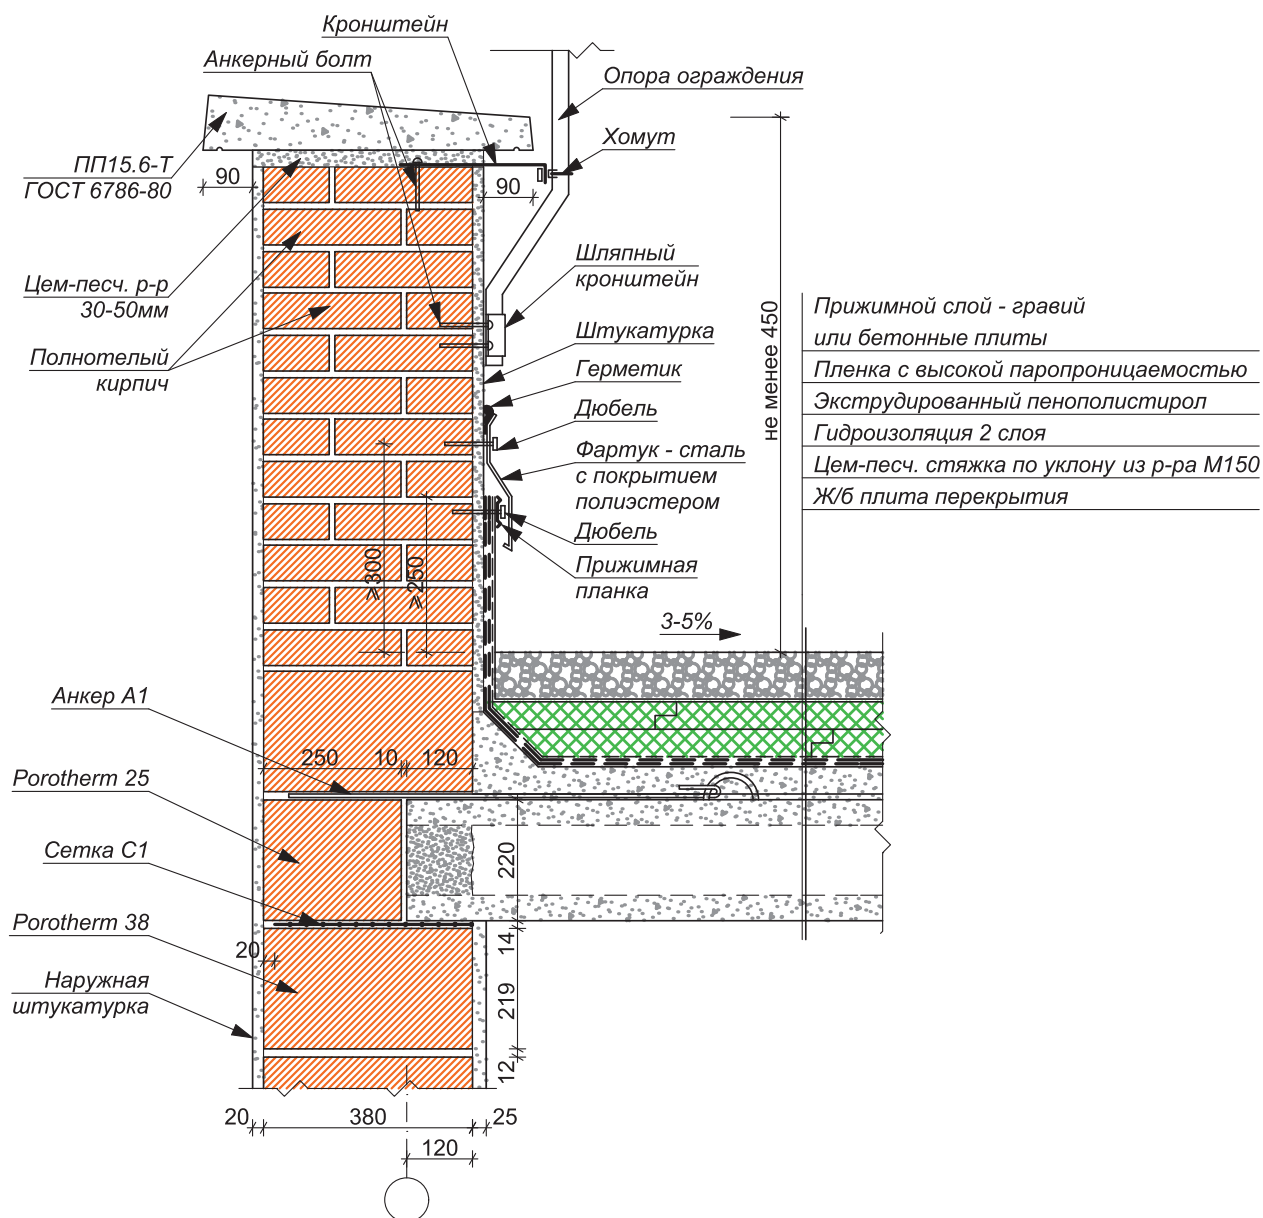 Кронштейн
Анкерный болт
Опора ограждения
Хомут
ПП15.6-Т
ГОСТ 6786-80
90
90
Шляпный
кронштейн
Цем-песч. р-р
30-50мм
Штукатурка
Полнотелый
кирпич
Герметик
Дюбель
Фартук - сталь
с покрытием
полиэстером
Дюбель
Прижимная
планка
не менее 450
Прижимной слой - гравий
или бетонные плиты
Пленка с высокой паропроницаемостью
Экструдированный пенополистирол
Гидроизоляция 2 слоя
Цем-песч. стяжка по уклону из р-ра М150
Ж/б плита перекрытия
⩾300
⩾250
3-5%
Анкер А1
250
10
120
Porotherm 25
Сетка С1
220
Porotherm 38
14
20
Наружная
штукатурка
219
12
20
380
25
120